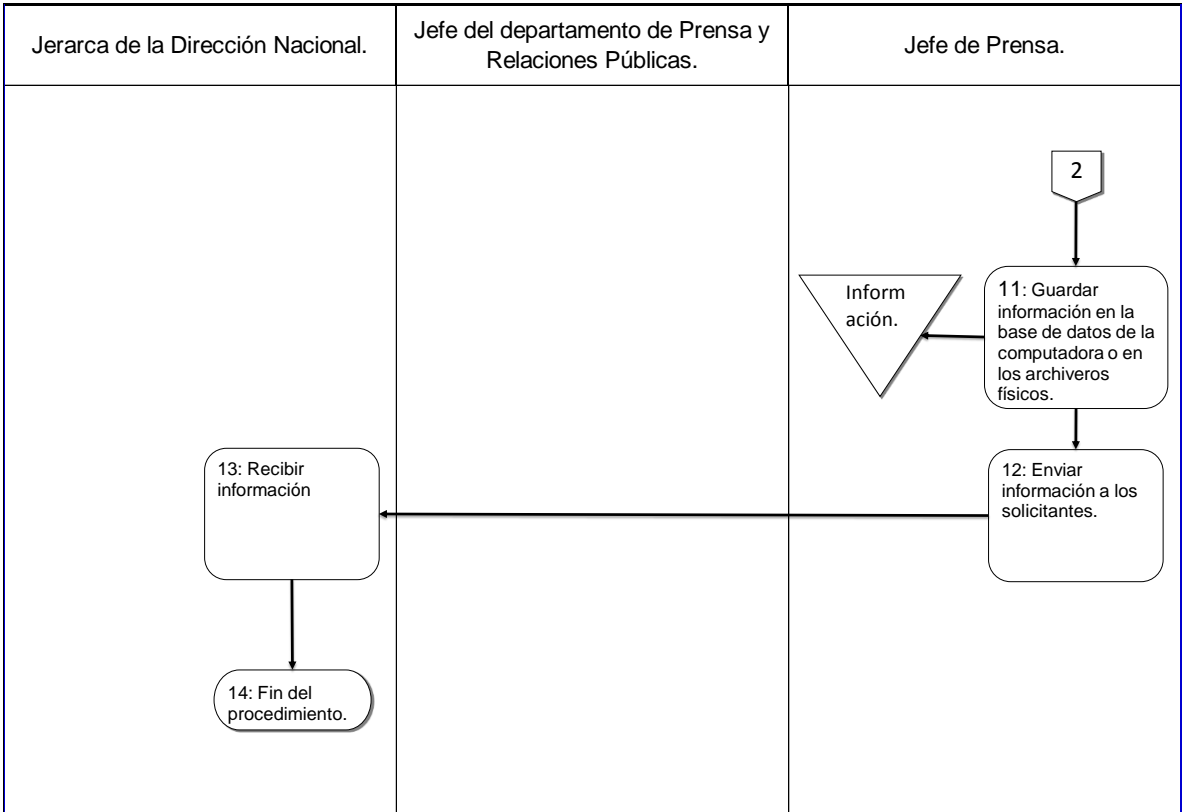 Jerarca de la Dirección Nacional.
Jefe del departamento de Prensa y
Relaciones Públicas.
Jefe de Prensa.
2
Inform
ación.
11: Guardar
información en la
base de datos de la
computadora o en
los archiveros
físicos.
13: Recibir
información
12: Enviar
información a los
solicitantes.
14: Fin del
procedimiento.